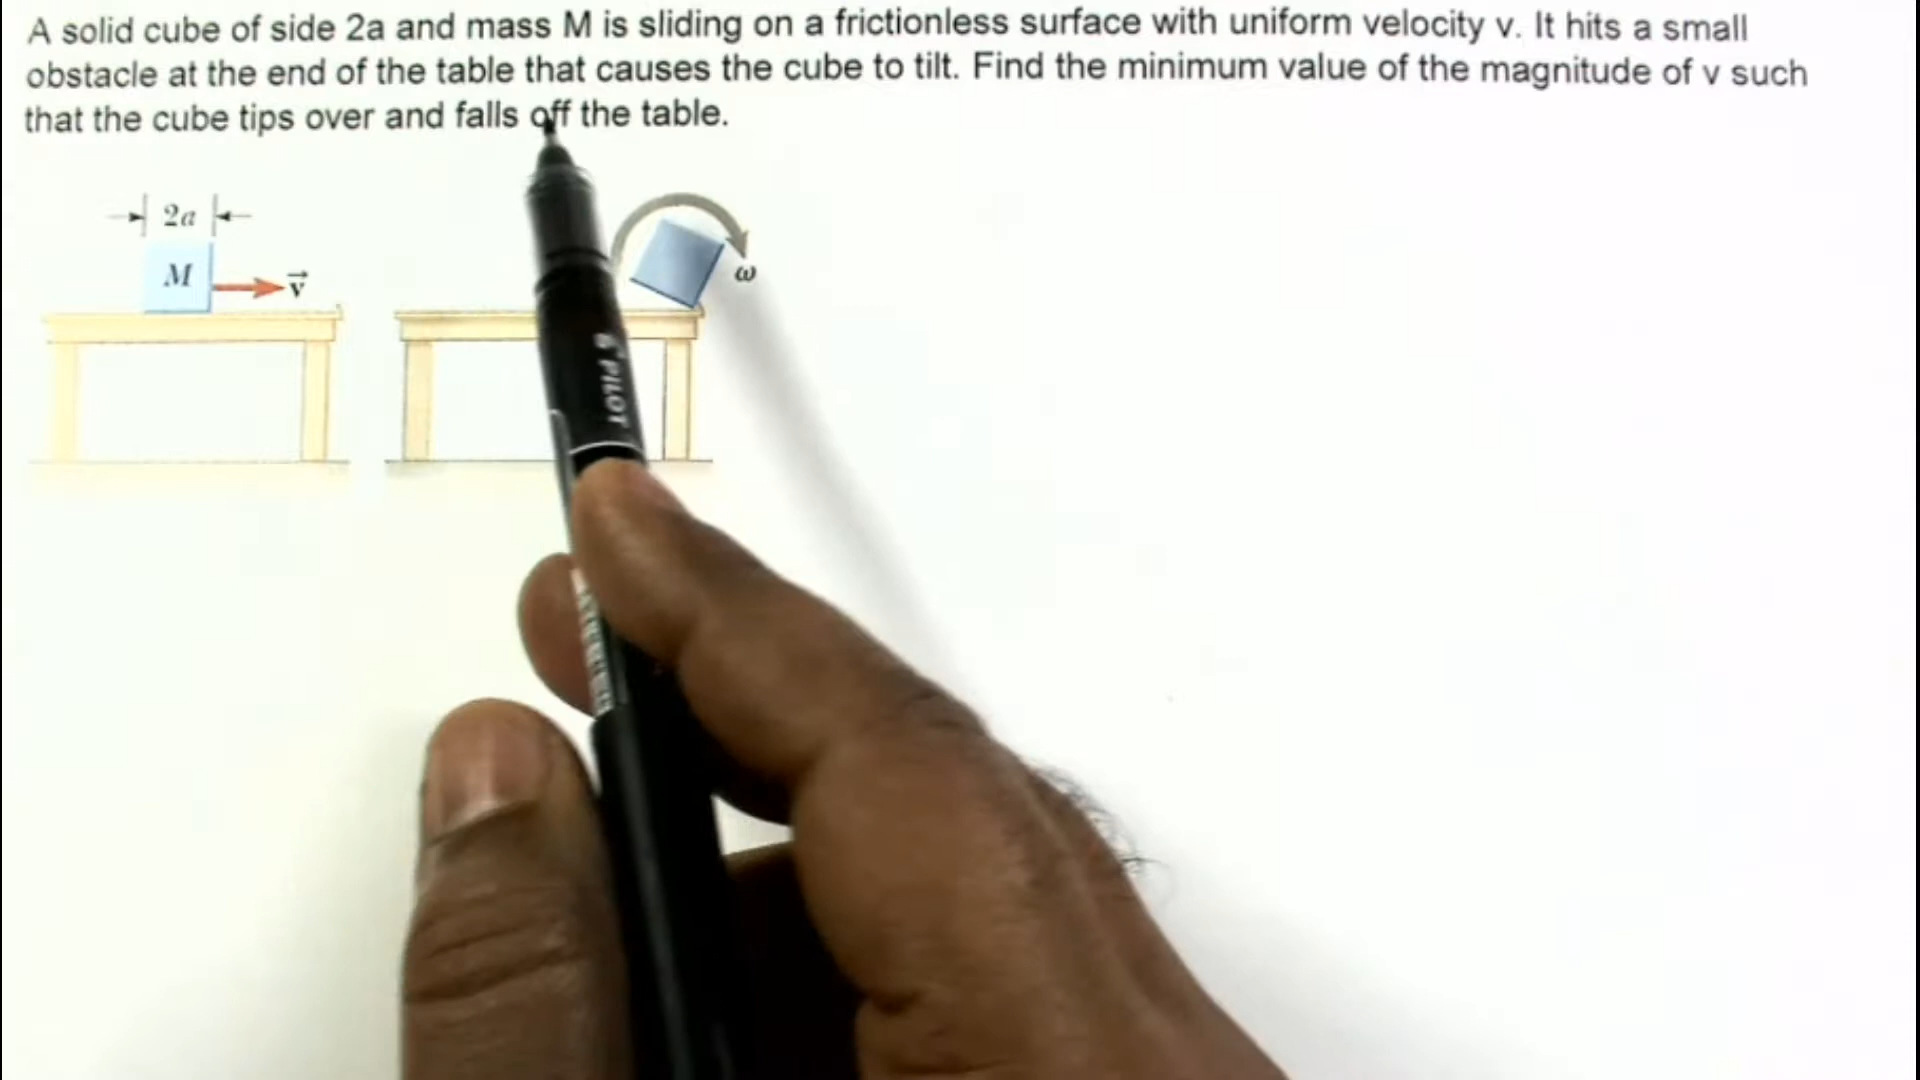 A solid cube of side 2a and mass M is sliding on a frictionless surface with uniform velocity v. It hits a small
obstacle at the end of the table that causes the cube to tilt. Find the minimum value of the magnitude of v such
that the cube tips over and falls off the table.
2a
M
v
ω
PILOT